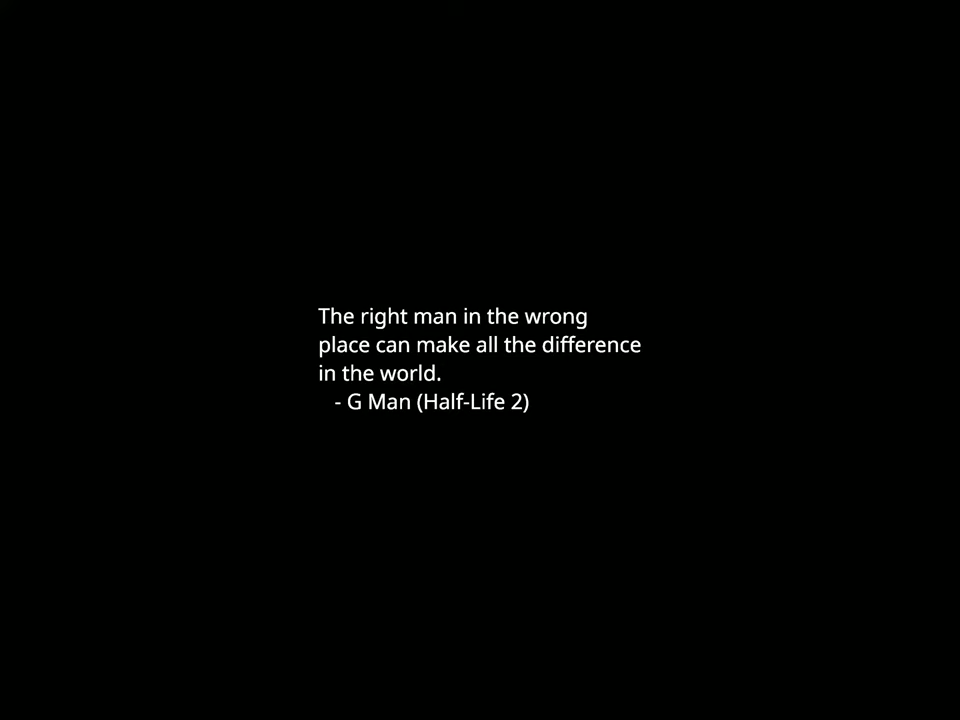 The right man in the wrong
place can make all the difference
in the world.
- G Man (Half-Life 2)